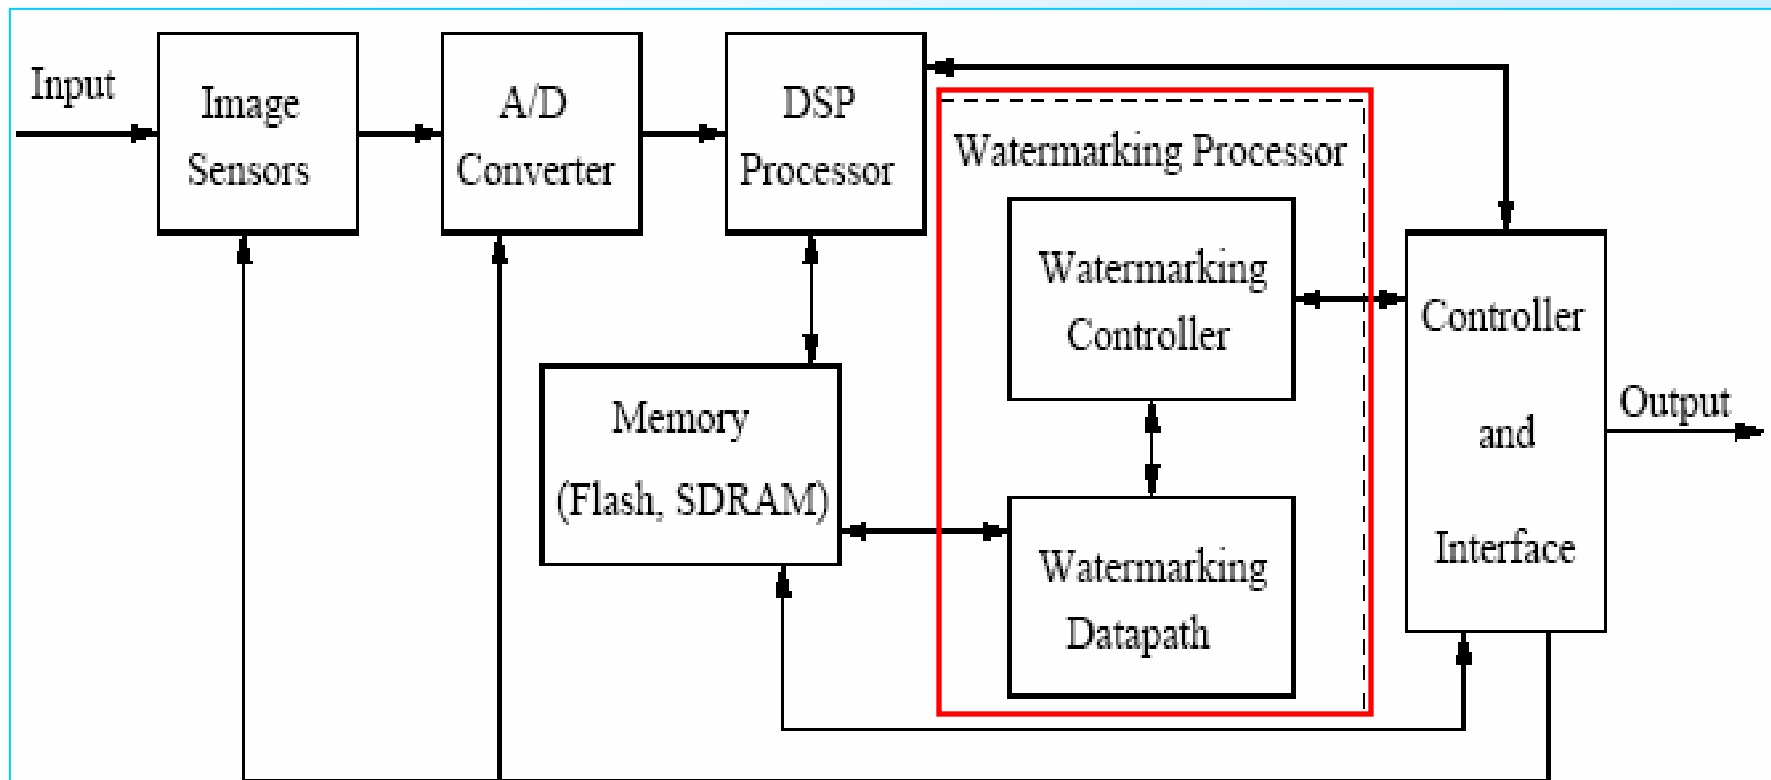 Input
Image
Sensors
A/D
Converter
DSP
Processor
Watermarking Processor
Watermarking
Controller
Controller
and
Interface
Output
Memory
(Flash, SDRAM)
Watermarking
Datapath